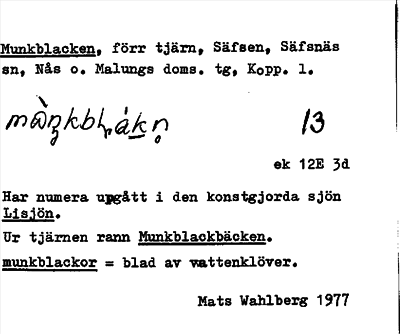 Munkblacken, förr tjärn, Säfsen, Säfsnäs
sn, Nås o. Malungs doms. tg, Kopp. l.
13
ek 12E 3d
Har numera uppgått i den konstgjorda sjön
Lisjön.
Ur tjärnen rann Munkblackbäcken.
munkblackor = blad av vattenklöver.
Mats Wahlberg 1977